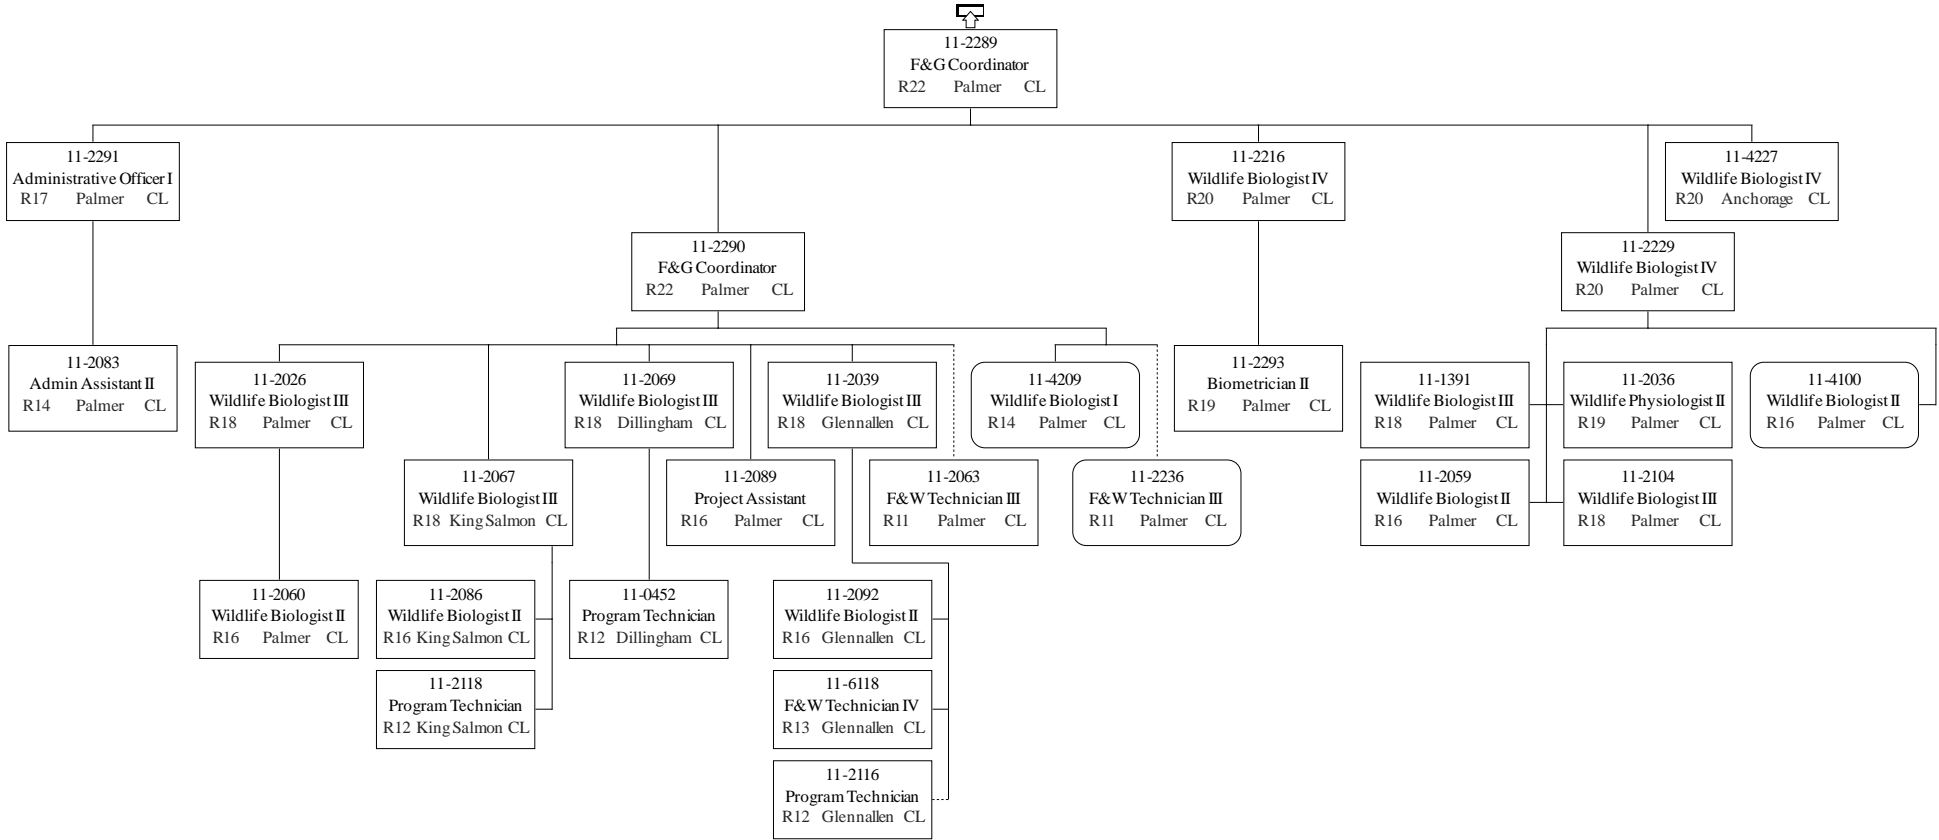 11-2289
F&G Coordinator
R22 Palmer CL
11-2291
Administrative Officer I
R17 Palmer CL
11-2216
Wildlife Biologist IV
R20 Palmer CL
11-4227
Wildlife Biologist IV
R20 Anchorage CL
11-2290
F&G Coordinator
R22 Palmer CL
11-2229
Wildlife Biologist IV
R20 Palmer CL
11-2083
Admin Assistant II
R14 Palmer CL
11-2026
Wildlife Biologist III
R18 Palmer CL
11-2069
Wildlife Biologist III
R18 Dillingham CL
11-2039
Wildlife Biologist III
R18 Glennallen CL
11-4209
Wildlife Biologist I
R14 Palmer CL
11-2293
Biometrician II
R19 Palmer CL
11-1391
Wildlife Biologist III
R18 Palmer CL
11-2036
Wildlife Physiologist II
R19 Palmer CL
11-4100
Wildlife Biologist II
R16 Palmer CL
11-2067
Wildlife Biologist III
R18 King Salmon CL
11-2089
Project Assistant
R16 Palmer CL
11-2063
F&W Technician III
R11 Palmer CL
11-2236
F&W Technician III
R11 Palmer CL
11-2059
Wildlife Biologist II
R16 Palmer CL
11-2104
Wildlife Biologist III
R18 Palmer CL
11-2060
Wildlife Biologist II
R16 Palmer CL
11-2086
Wildlife Biologist II
R16 King Salmon CL
11-0452
Program Technician
R12 Dillingham CL
11-2092
Wildlife Biologist II
R16 Glennallen CL
11-2118
Program Technician
R12 King Salmon CL
11-6118
F&W Technician IV
R13 Glennallen CL
11-2116
Program Technician
R12 Glennallen CL